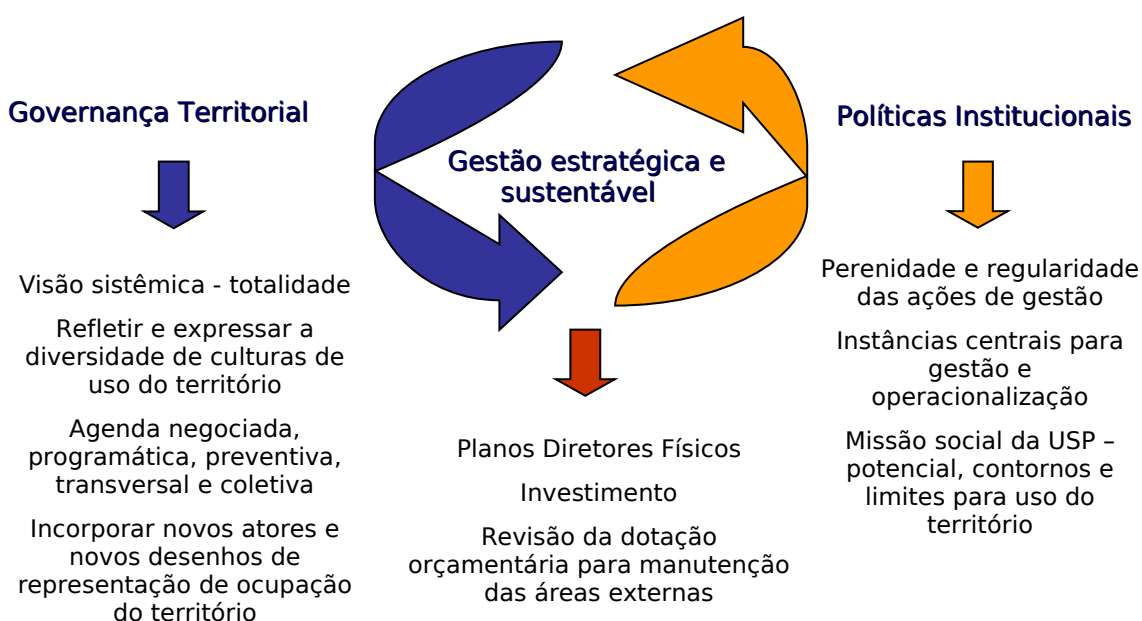 Governança Territorial
Visão sistêmica - totalidade
Refletir e expressar a
diversidade de culturas de
uso do território
Agenda negociada,
programática, preventiva,
transversal e coletiva
Incorporar novos atores e
novos desenhos de
representação de ocupação
do território
Gestão estratégica e
sustentável
Planos Diretores Físicos
Investimento
Revisão da dotação
orçamentária para manutenção
das áreas externas
Políticas Institucionais
Perenidade e regularidade
das ações de gestão
Instâncias centrais para
gestão e
operacionalização
Missão social da USP –
potencial, contornos e
limites para uso do
território